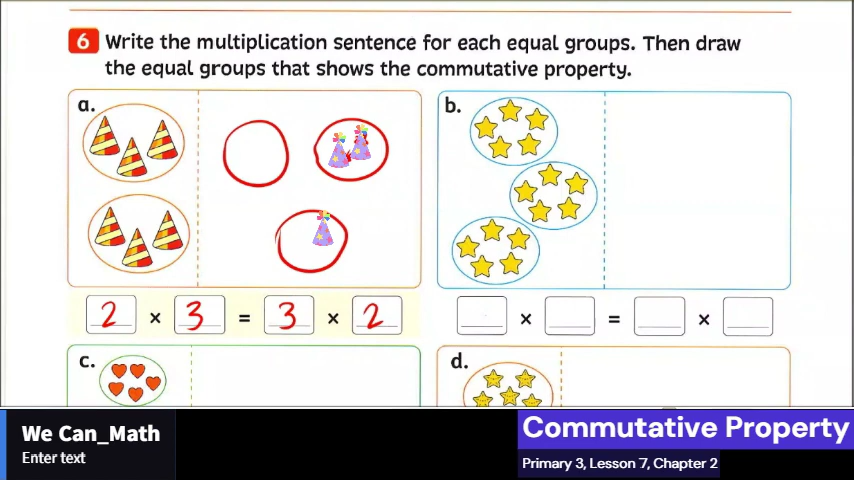 6 Write the multiplication sentence for each equal groups. Then draw
the equal groups that shows the commutative property.
a.
b.
2 × 3 = 3 × 2
× = ×
c.
d.
We Can_Math
Enter text
Commutative Property
Primary 3, Lesson 7, Chapter 2